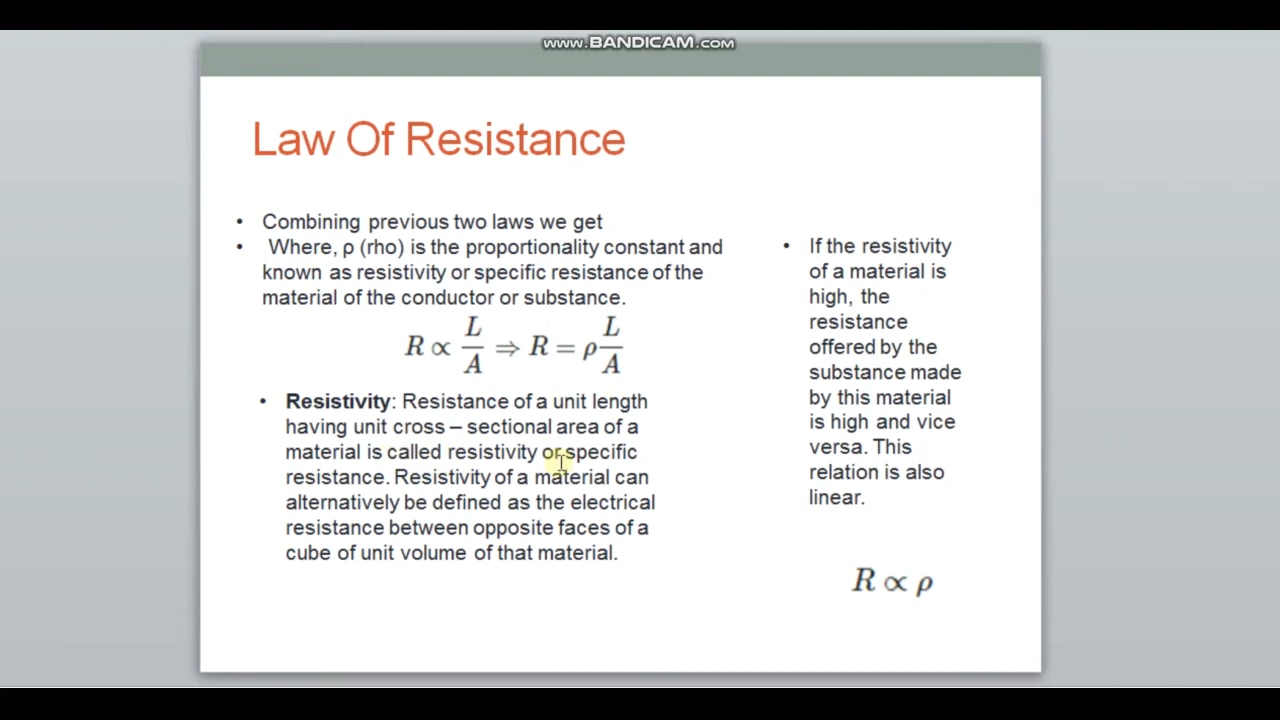 www.BANDICAM.com
Law Of Resistance
• Combining previous two laws we get
• Where, ρ (rho) is the proportionality constant and
known as resistivity or specific resistance of the
material of the conductor or substance.
R ∝ L/A ⇒ R = ρ L/A
• Resistivity: Resistance of a unit length
having unit cross – sectional area of a
material is called resistivity or specific
resistance. Resistivity of a material can
alternatively be defined as the electrical
resistance between opposite faces of a
cube of unit volume of that material.
• If the resistivity
of a material is
high, the
resistance
offered by the
substance made
by this material
is high and vice
versa. This
relation is also
linear.
R ∝ ρ